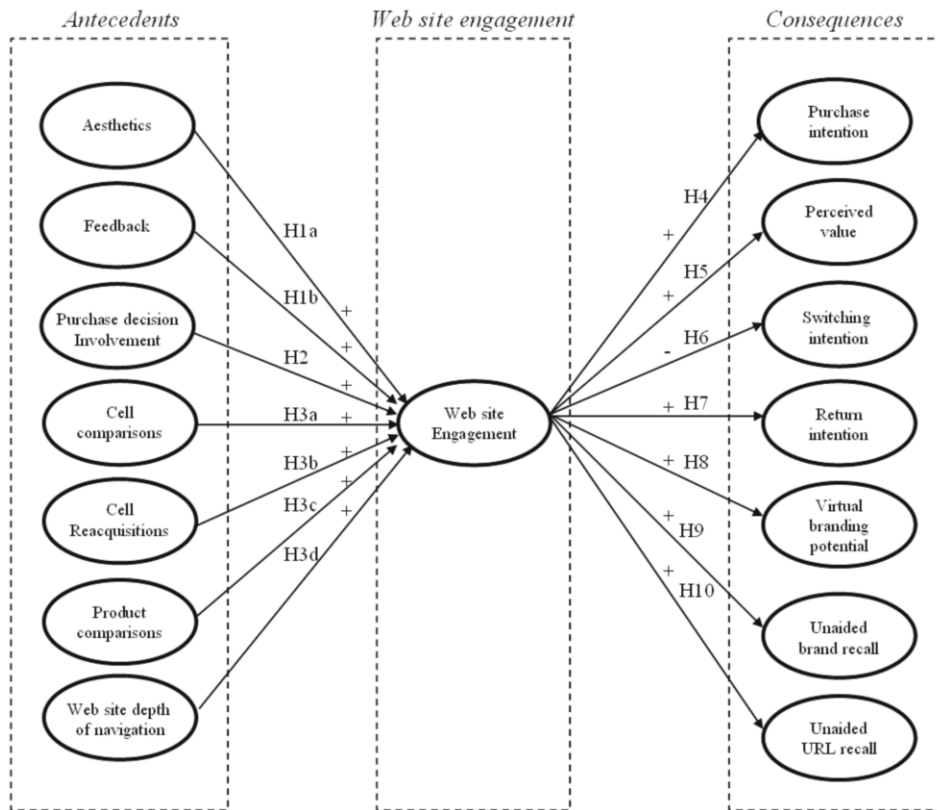 Antecedents
Web site engagement
Consequences
Aesthetics
Feedback
Purchase decision
Involvement
Cell
comparisons
Cell
Reacquisitions
Product
comparisons
Web site depth
of navigation
H1a
+
H1b
+
H2
+
H3a
+
H3b
+
H3c
+
H3d
+
Web site
Engagement
H4
+
H5
+
H6
-
H7
+
H8
+
H9
+
H10
+
Purchase
intention
Perceived
value
Switching
intention
Return
intention
Virtual
branding
potential
Unaided
brand recall
Unaided
URL recall